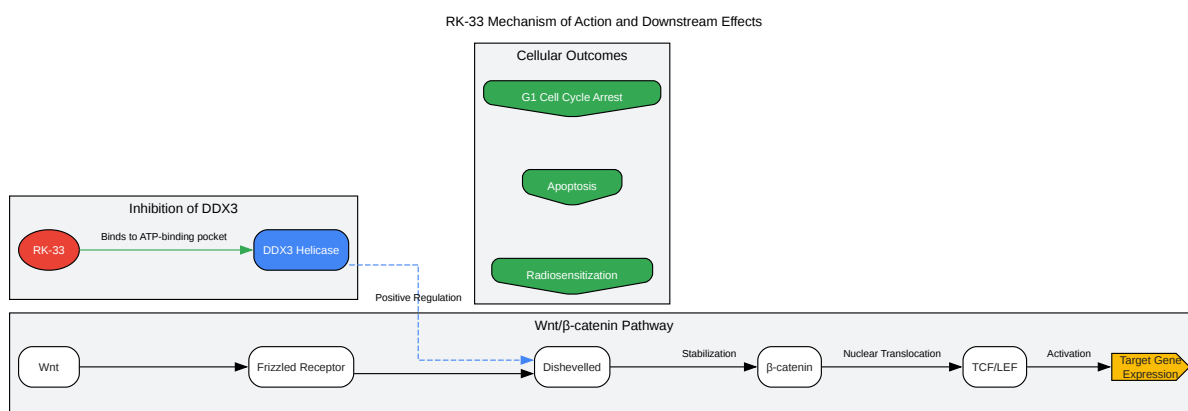 RK-33 Mechanism of Action and Downstream Effects
Cellular Outcomes
G1 Cell Cycle Arrest
Apoptosis
Radiosensitization
Inhibition of DDX3
RK-33
Binds to ATP-binding pocket
DDX3 Helicase
Positive Regulation
Wnt/β-catenin Pathway
Wnt
Frizzled Receptor
Dishevelled
Stabilization
β-catenin
Nuclear Translocation
TCF/LEF
Activation
Target Gene
Expression